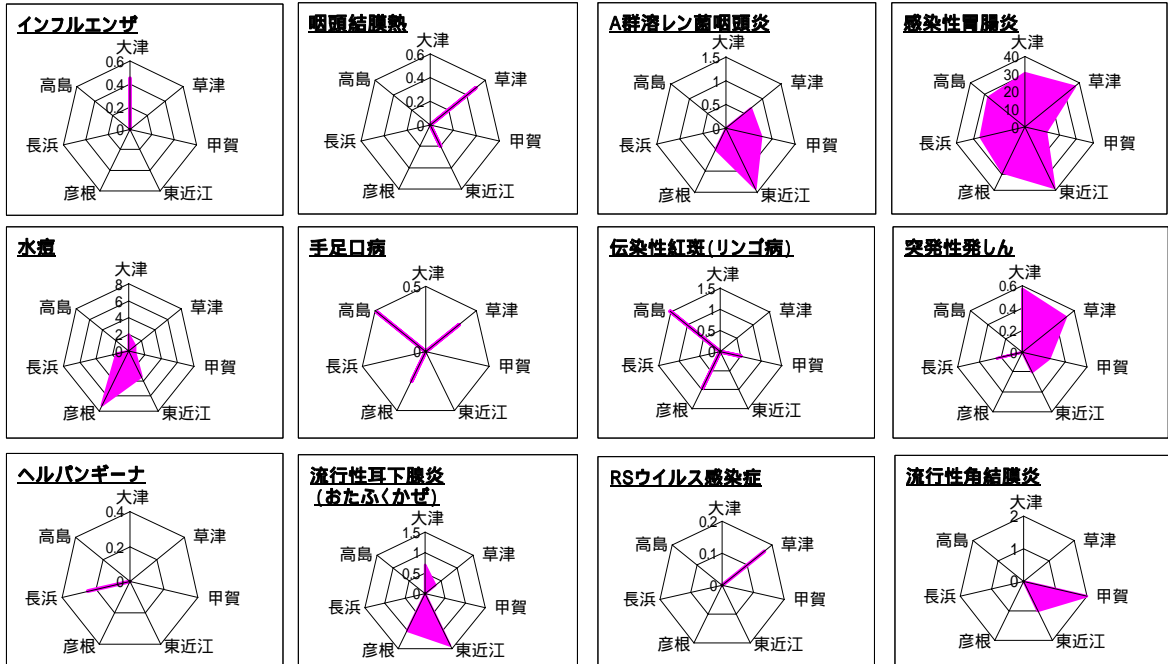 インフルエンザ
大津
0.6
0.4
0.2
0
草津
甲賀
東近江
彦根
長浜
高島
咽頭結膜熱
大津
0.6
0.4
0.2
0
草津
甲賀
東近江
彦根
長浜
高島
A群溶レン菌咽頭炎
大津
1.5
1
0.5
0
草津
甲賀
東近江
彦根
長浜
高島
感染性胃腸炎
大津
40
30
20
10
0
草津
甲賀
東近江
彦根
長浜
高島
水痘
大津
8
6
4
2
0
草津
甲賀
東近江
彦根
長浜
高島
手足口病
大津
0.5
0
草津
甲賀
東近江
彦根
長浜
高島
伝染性紅斑(リンゴ病)
大津
1.5
1
0.5
0
草津
甲賀
東近江
彦根
長浜
高島
突発性発しん
大津
0.6
0.4
0.2
0
草津
甲賀
東近江
彦根
長浜
高島
ヘルパンギーナ
大津
0.4
0.2
0
草津
甲賀
東近江
彦根
長浜
高島
流行性耳下腺炎
(おたふくかぜ)
大津
1.5
1
0.5
0
草津
甲賀
東近江
彦根
長浜
高島
RSウイルス感染症
大津
0.2
0.1
0
草津
甲賀
東近江
彦根
長浜
高島
流行性角結膜炎
大津
2
1
0
草津
甲賀
東近江
彦根
長浜
高島